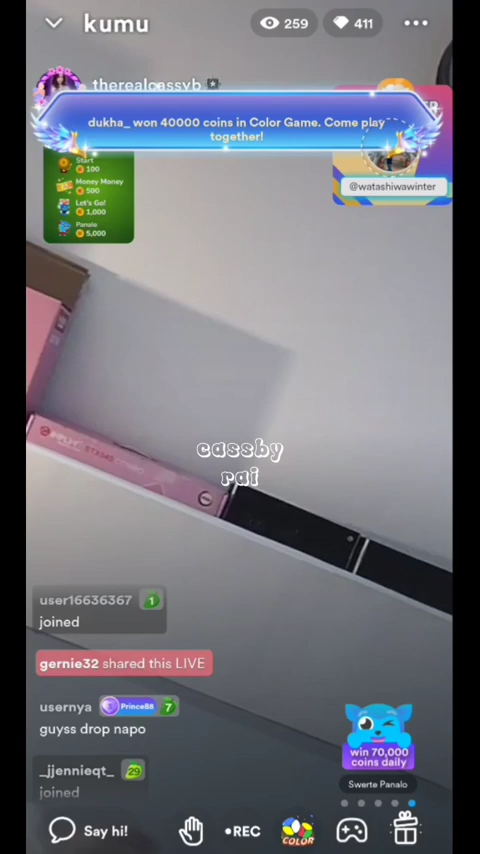 kumu
259
411
therealcassyb
dukha_ won 40000 coins in Color Game. Come play
together!
Start
100
Money Money
500
Let's Go!
1,000
Panalo
5,000
@watashiwawinter
cassby
rai
user16636367 1
joined
gernie32 shared this LIVE
usernya Prince88 7
guyss drop napo
_jjennieqt_ 29
joined
win 70,000
coins daily
Swerte Panalo
Say hi!
•REC
COLOR